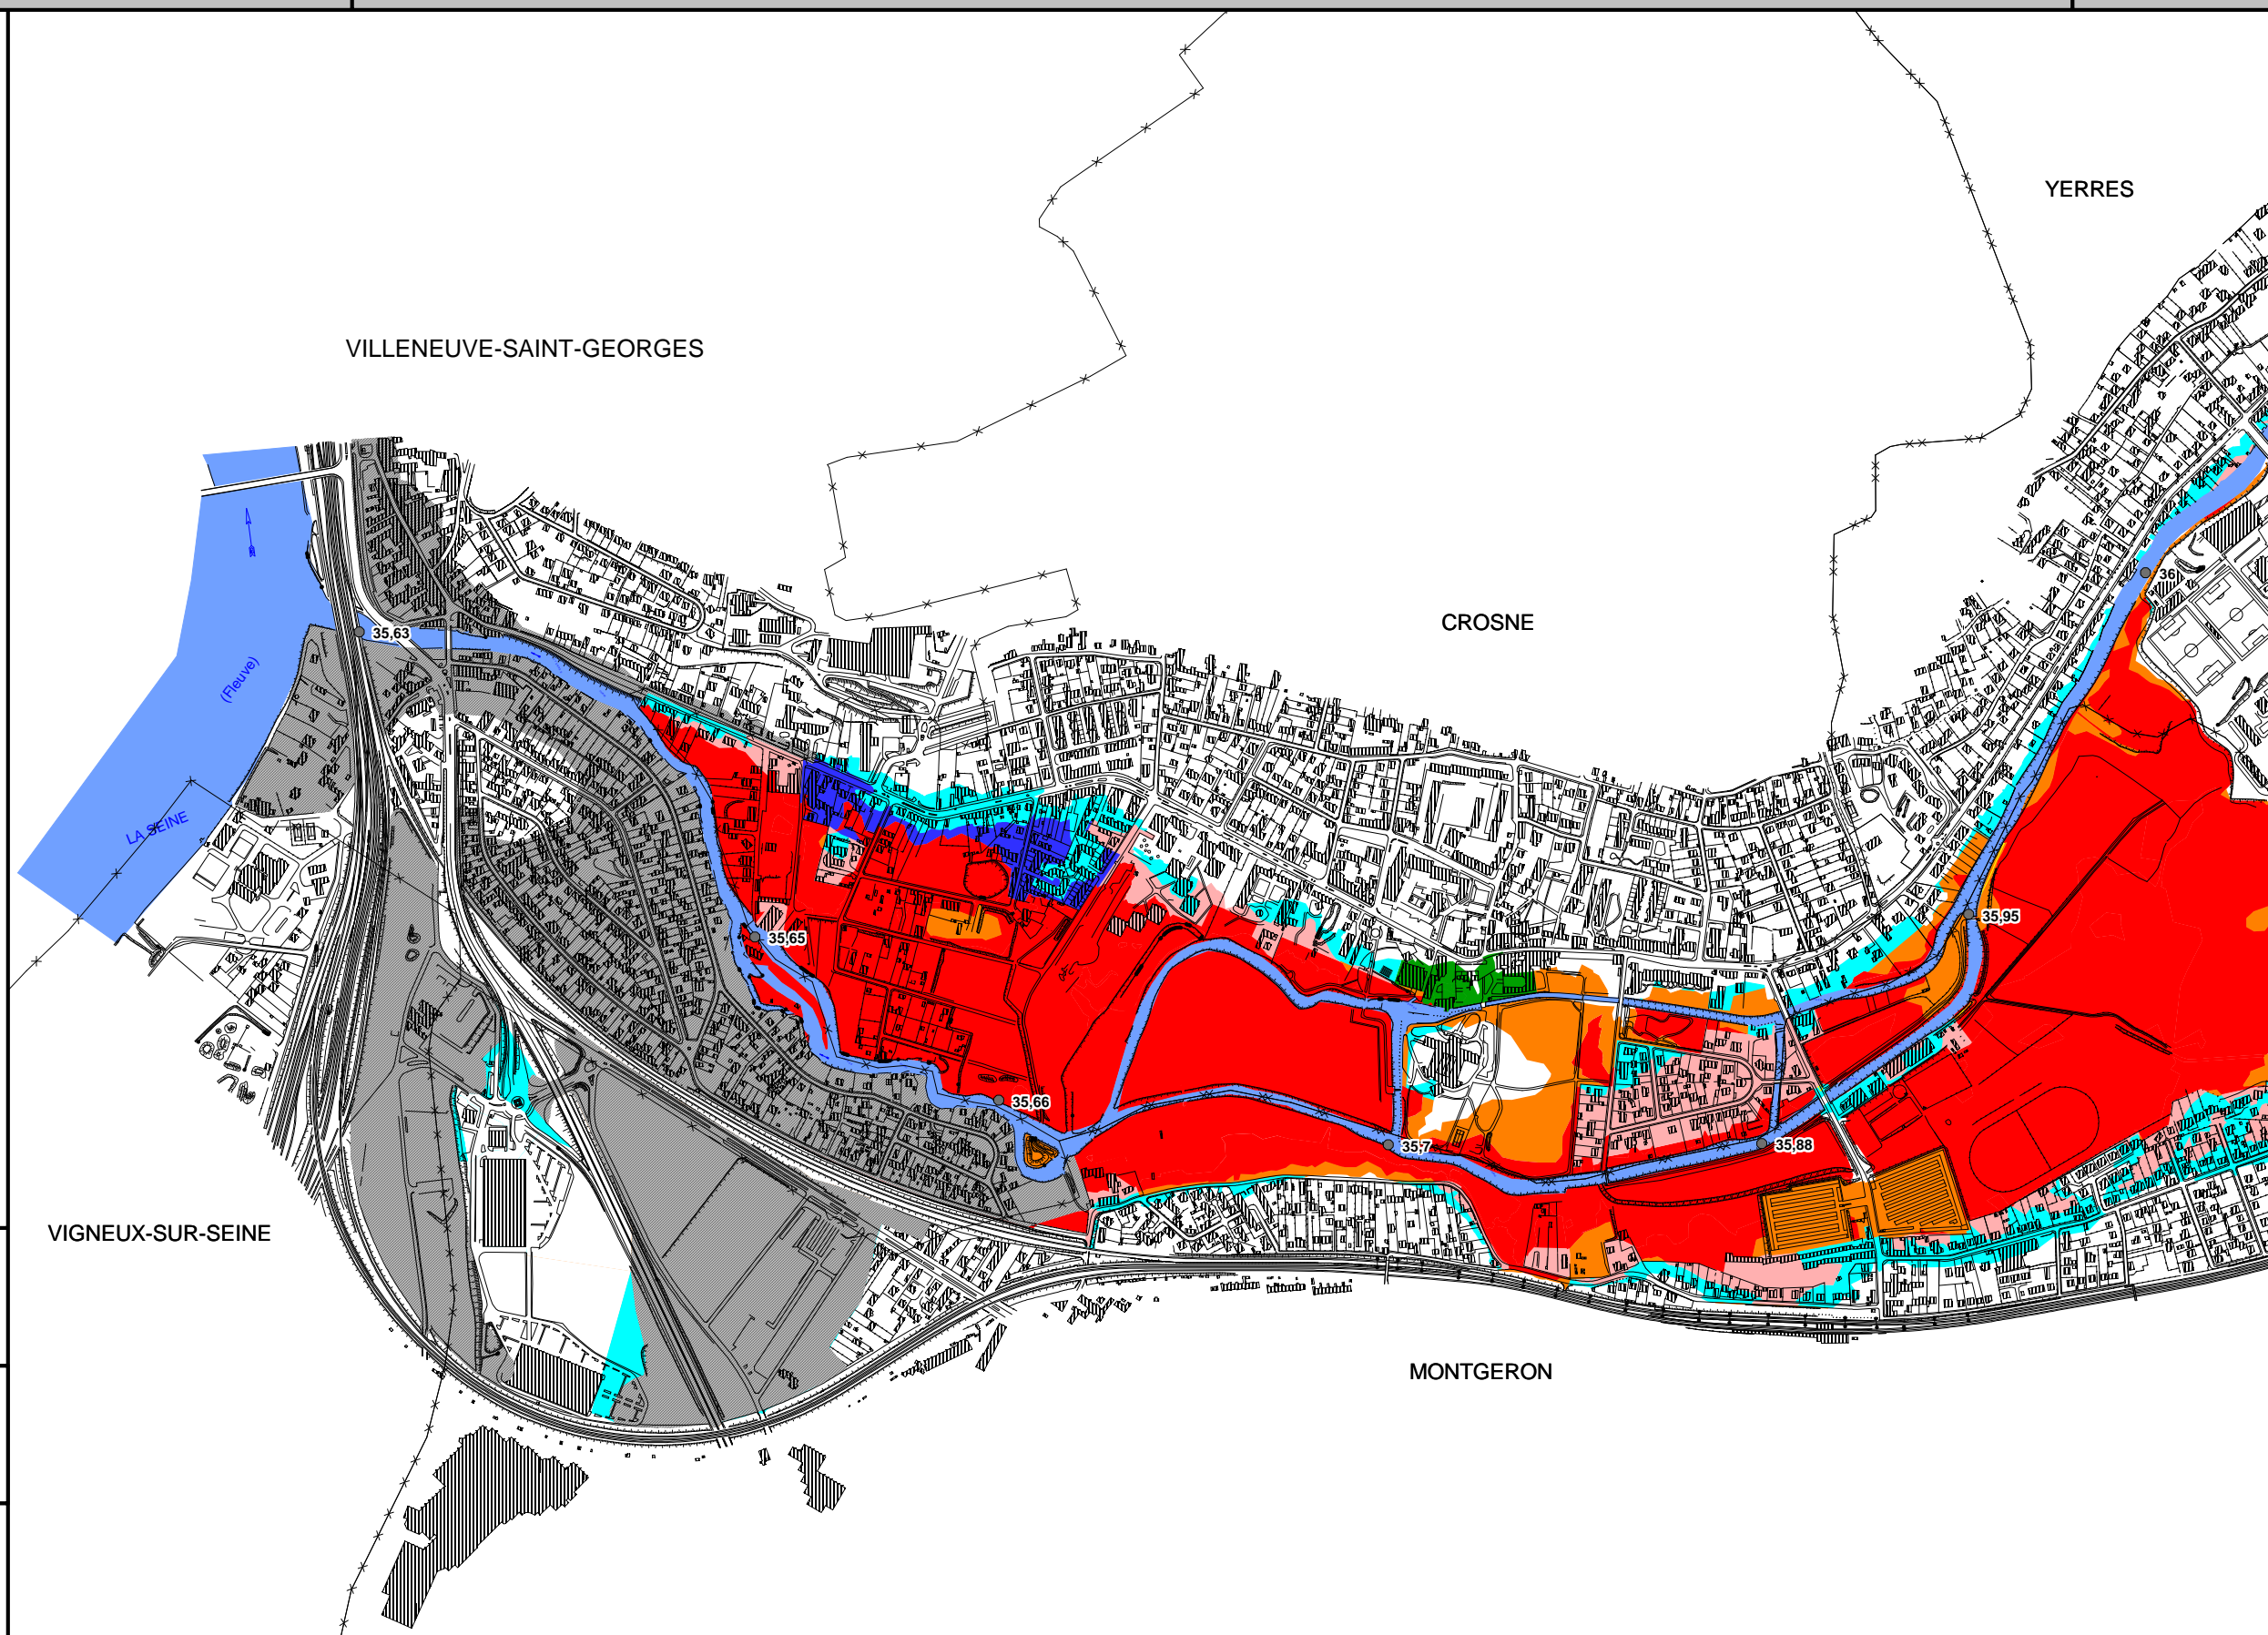 YERRES
VILLENEUVE-SAINT-GEORGES
36
CROSNE
35,63
(Fleuve)
LA SEINE
35,95
35,65
35,66
35,7
35,88
VIGNEUX-SUR-SEINE
MONTGERON